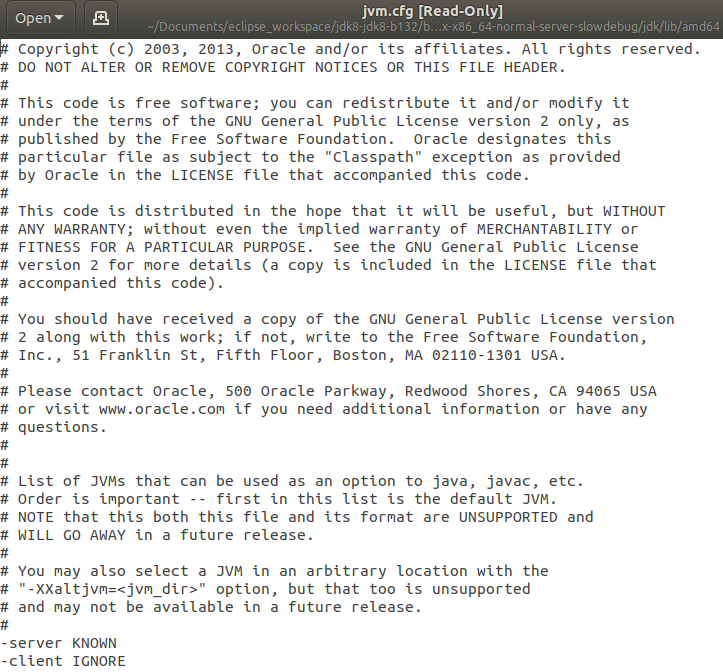 Open
jvm.cfg [Read-Only]
~/Documents/eclipse_workspace/jdk8-jdk8-b132/b...x-x86_64-normal-server-slowdebug/jdk/lib/amd64
# Copyright (c) 2003, 2013, Oracle and/or its affiliates. All rights reserved.
# DO NOT ALTER OR REMOVE COPYRIGHT NOTICES OR THIS FILE HEADER.
#
# This code is free software; you can redistribute it and/or modify it
# under the terms of the GNU General Public License version 2 only, as
# published by the Free Software Foundation.  Oracle designates this
# particular file as subject to the "Classpath" exception as provided
# by Oracle in the LICENSE file that accompanied this code.
#
# This code is distributed in the hope that it will be useful, but WITHOUT
# ANY WARRANTY; without even the implied warranty of MERCHANTABILITY or
# FITNESS FOR A PARTICULAR PURPOSE.  See the GNU General Public License
# version 2 for more details (a copy is included in the LICENSE file that
# accompanied this code).
#
# You should have received a copy of the GNU General Public License version
# 2 along with this work; if not, write to the Free Software Foundation,
# Inc., 51 Franklin St, Fifth Floor, Boston, MA 02110-1301 USA.
#
# Please contact Oracle, 500 Oracle Parkway, Redwood Shores, CA 94065 USA
# or visit www.oracle.com if you need additional information or have any
# questions.
#
#
# List of JVMs that can be used as an option to java, javac, etc.
# Order is important -- first in this list is the default JVM.
# NOTE that this both this file and its format are UNSUPPORTED and
# WILL GO AWAY in a future release.
#
# You may also select a JVM in an arbitrary location with the
# "-XXaltjvm=<jvm_dir>" option, but that too is unsupported
# and may not be available in a future release.
#
-server KNOWN
-client IGNORE